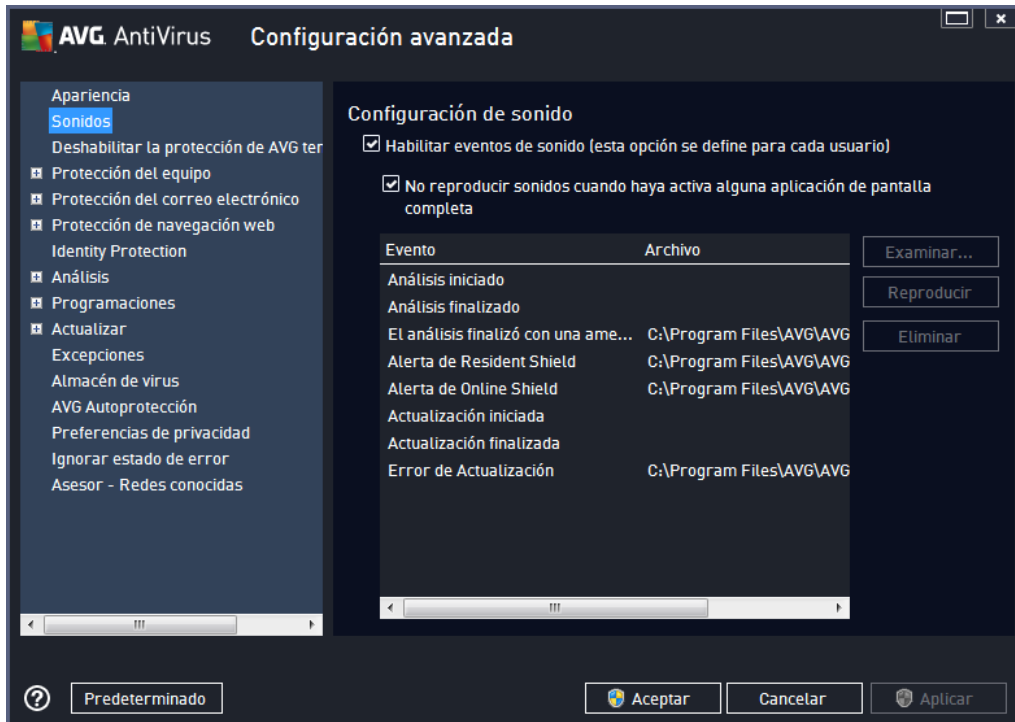 AVG AntiVirus Configuración avanzada
Apariencia
Sonidos
Deshabilitar la protección de AVG ter
Protección del equipo
Protección del correo electrónico
Protección de navegación web
Identity Protection
Análisis
Programaciones
Actualizar
Excepciones
Almacén de virus
AVG Autoprotección
Preferencias de privacidad
Ignorar estado de error
Asesor - Redes conocidas
Configuración de sonido
Habilitar eventos de sonido (esta opción se define para cada usuario)
No reproducir sonidos cuando haya activa alguna aplicación de pantalla
completa
Evento Archivo
Análisis iniciado
Análisis finalizado
El análisis finalizó con una ame... C:\Program Files\AVG\AVG
Alerta de Resident Shield C:\Program Files\AVG\AVG
Alerta de Online Shield C:\Program Files\AVG\AVG
Actualización iniciada
Actualización finalizada
Error de Actualización C:\Program Files\AVG\AVG
Examinar...
Reproducir
Eliminar
? Predeterminado Aceptar Cancelar Aplicar